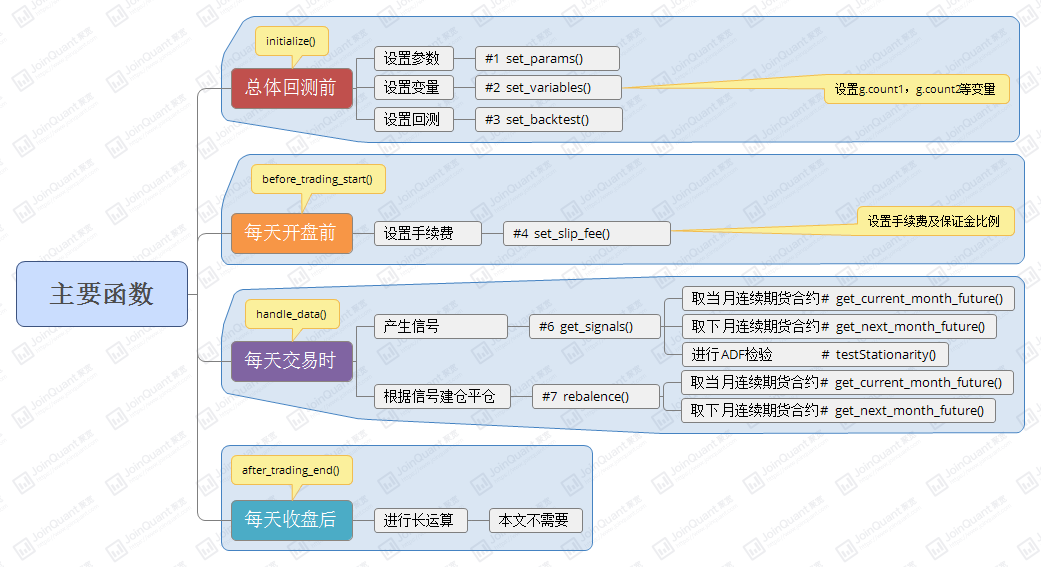 主要函数
initialize()
总体回测前
设置参数
#1 set_params()
设置变量
#2 set_variables()
设置g.count1，g.count2等变量
设置回测
#3 set_backtest()
before_trading_start()
每天开盘前
设置手续费
#4 set_slip_fee()
设置手续费及保证金比例
handle_data()
每天交易时
产生信号
#6 get_signals()
取当月连续期货合约# get_current_month_future()
取下月连续期货合约# get_next_month_future()
进行ADF检验 # testStationarity()
根据信号建仓平仓
#7 rebalence()
取当月连续期货合约# get_current_month_future()
取下月连续期货合约# get_next_month_future()
after_trading_end()
每天收盘后
进行长运算
本文不需要
JoinQuant 聚宽